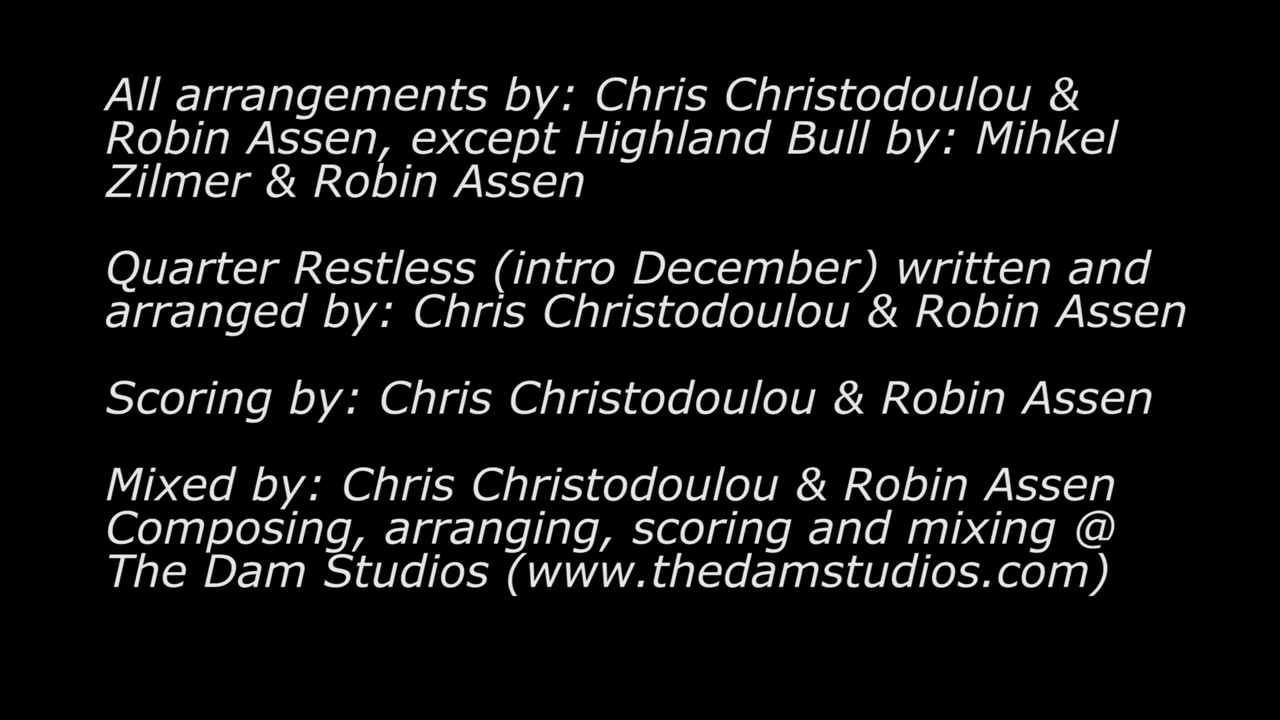 All arrangements by: Chris Christodoulou &
Robin Assen, except Highland Bull by: Mihkel
Zilmer & Robin Assen
Quarter Restless (intro December) written and
arranged by: Chris Christodoulou & Robin Assen
Scoring by: Chris Christodoulou & Robin Assen
Mixed by: Chris Christodoulou & Robin Assen
Composing, arranging, scoring and mixing @
The Dam Studios (www.thedamstudios.com)